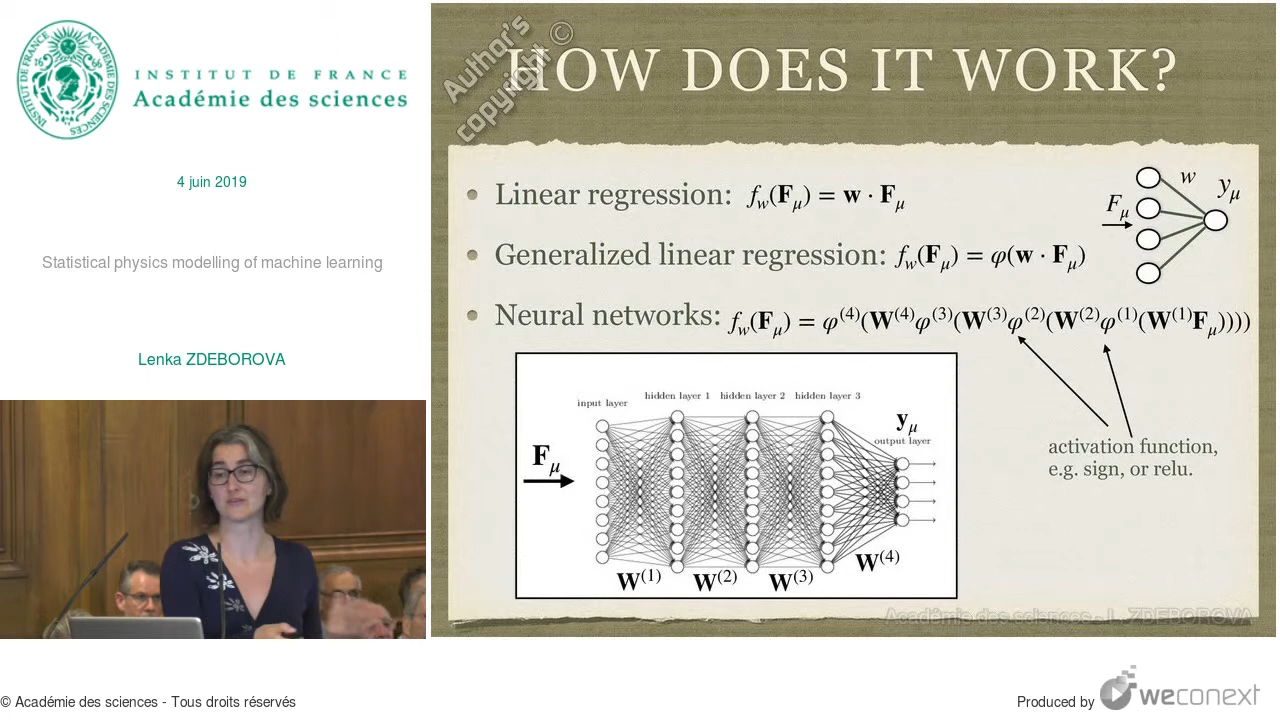 INSTITUT DE FRANCE
Académie des sciences
4 juin 2019
Statistical physics modelling of machine learning
Lenka ZDEBOROVA
Author's
copyright ©
HOW DOES IT WORK?
Linear regression: f_w(F_μ) = w · F_μ
Generalized linear regression: f_w(F_μ) = φ(w · F_μ)
Neural networks: f_w(F_μ) = φ^(4)(W^(4)φ^(3)(W^(3)φ^(2)(W^(2)φ^(1)(W^(1)F_μ))))
F_μ
w
y_μ
input layer
hidden layer 1
hidden layer 2
hidden layer 3
y_μ
output layer
F_μ
W^(1)
W^(2)
W^(3)
W^(4)
activation function,
e.g. sign, or relu.
Académie des sciences - L. ZDEBOROVA
© Académie des sciences - Tous droits réservés
Produced by weconext